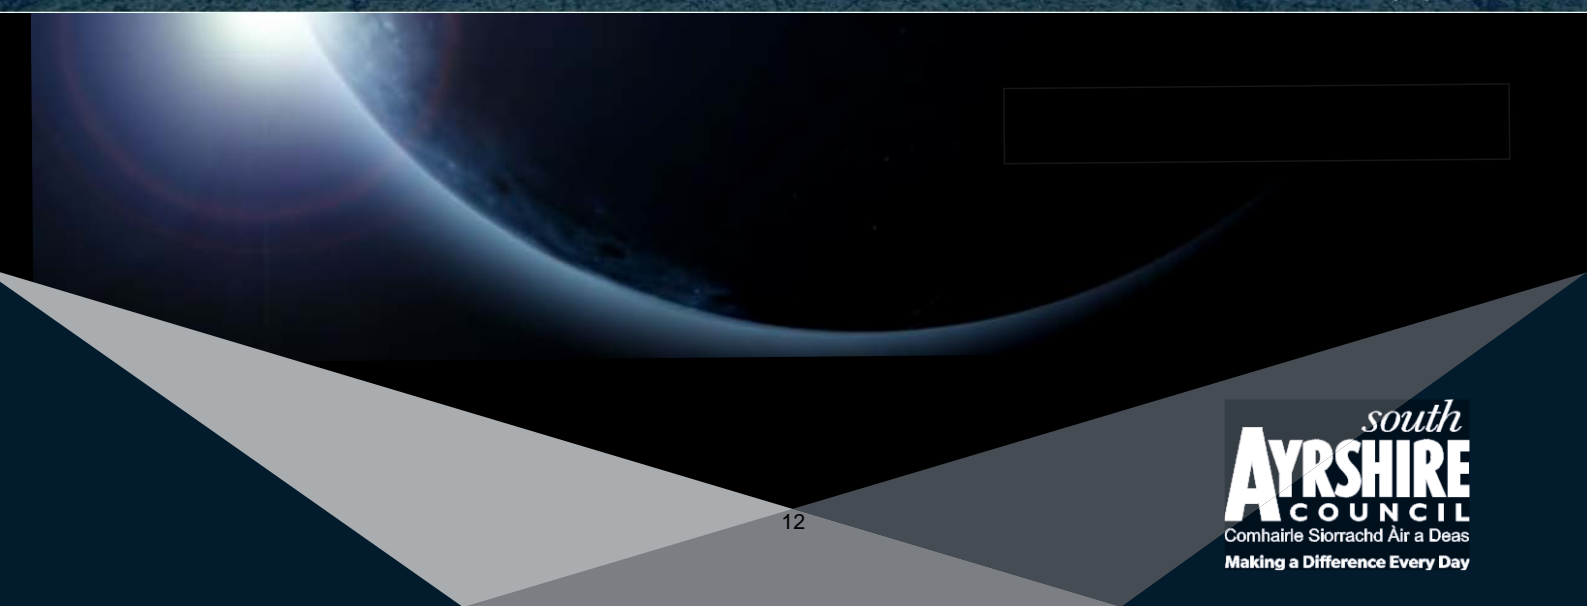 12
south
AYRSHIRE
COUNCIL
Comhairle Siorrachd Àir a Deas
Making a Difference Every Day